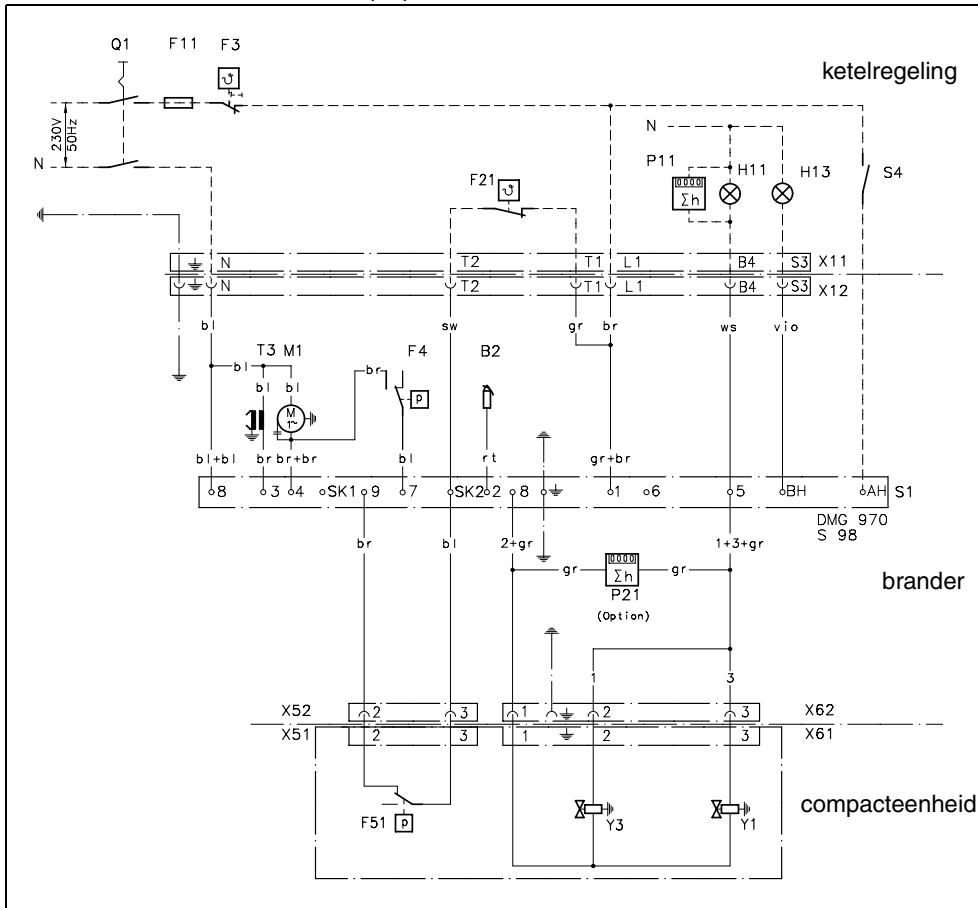 Q1 F11 F3
ϑ
ketelregeling
230V
50Hz
N
N
P11 H11 H13 S4
0000
Σh
F21
ϑ
N T2 T1 L1 B4 S3 X11
N T2 T1 L1 B4 S3 X12
bl sw gr br ws vio
T3 M1 F4 B2
bl br
bl bl
M
1~
p
bl+bl br br+br bl rt gr+br
8 3 4 SK1 9 7 SK2 2 8 1 6 5 BH AH S1
DMG 970
S 98
br bl 2+gr 1+3+gr
0000
gr Σh gr
P21
(Option)
brander
1 3
X52 2 3 1 2 3 X62
X51 2 3 1 2 3 X61
compacteenheid
F51 p Y3 Y1